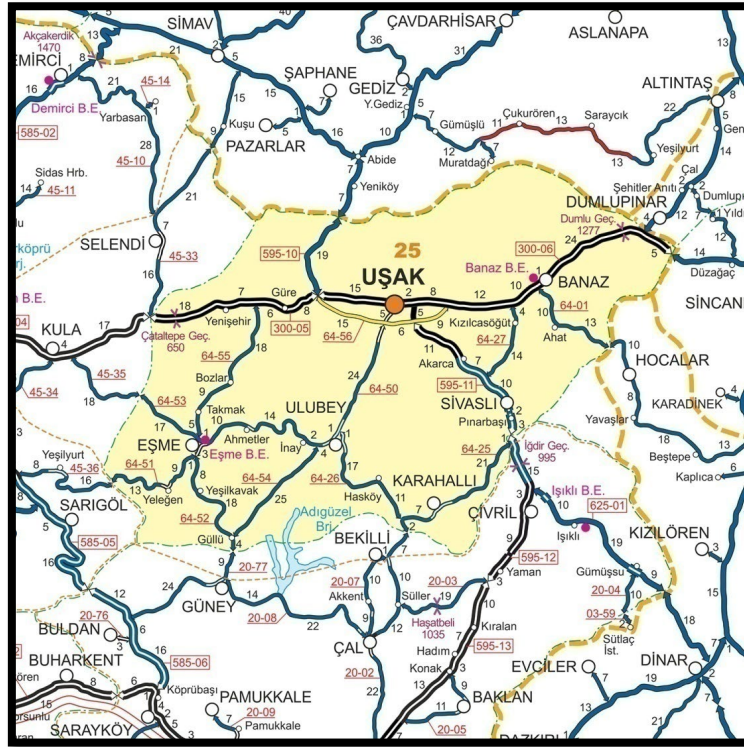 SİMAV
ÇAVDARHİSAR
ASLANAPA
Akçakerdik
1470
EMİRCİ
Demirci B.E.
585-02
45-14
Yarbasan
ŞAPHANE
GEDİZ
Y.Gediz
ALTINTAŞ
Kuşu
PAZARLAR
Gümüşlü
Çukurören
Saraycık
Yeşilyurt
Muratdağı
Abide
Yeniköy
45-10
Sidas Hrb.
45-11
Şehitler Anıtı
Çal
DUMLUPINAR
Dumlu Geç.
1277
SELENDİ
45-33
595-10
25
UŞAK
300-06
Banaz B.E.
BANAZ
Düzağaç
SİNCAN
KULA
Çataltepe Geç.
650
Yenişehir
Güre
300-05
64-56
Kızılcasöğüt
64-27
64-01
Ahat
HOCALAR
KARADİNEK
45-35
45-34
64-55
Bozlar
64-53
Takmak
64-50
Akarca
595-11
SİVASLI
Pınarbaşı
Yavaşlar
Beştepe
Kaplıca
EŞME
Eşme B.E.
Ahmetler
ULUBEY
İnay
64-25
İğdir Geç.
995
Yeşilyurt
45-36
64-51
Yeleğen
64-54
Yeşilkavak
64-26
Hasköy
KARAHALLI
Işıklı B.E.
625-01
SARIGÖL
585-05
64-52
Güllü
Adıgüzel
Brj.
BEKİLLİ
ÇİVRİL
Işıklı
KIZILÖREN
595-12
Gümüşsu
20-77
GÜNEY
20-07
Akkent
20-03
Süller
Yaman
20-04
03-59
Sütlaç
İst.
20-76
BULDAN
20-08
Haşatbeli
1035
Kıralan
ÇAL
BUHARKENT
585-06
20-02
Hadım
595-13
Konak
EVCİLER
DİNAR
Köprübaşı
PAMUKKALE
20-09
Pamukkale
BAKLAN
20-05
SARAYKÖY